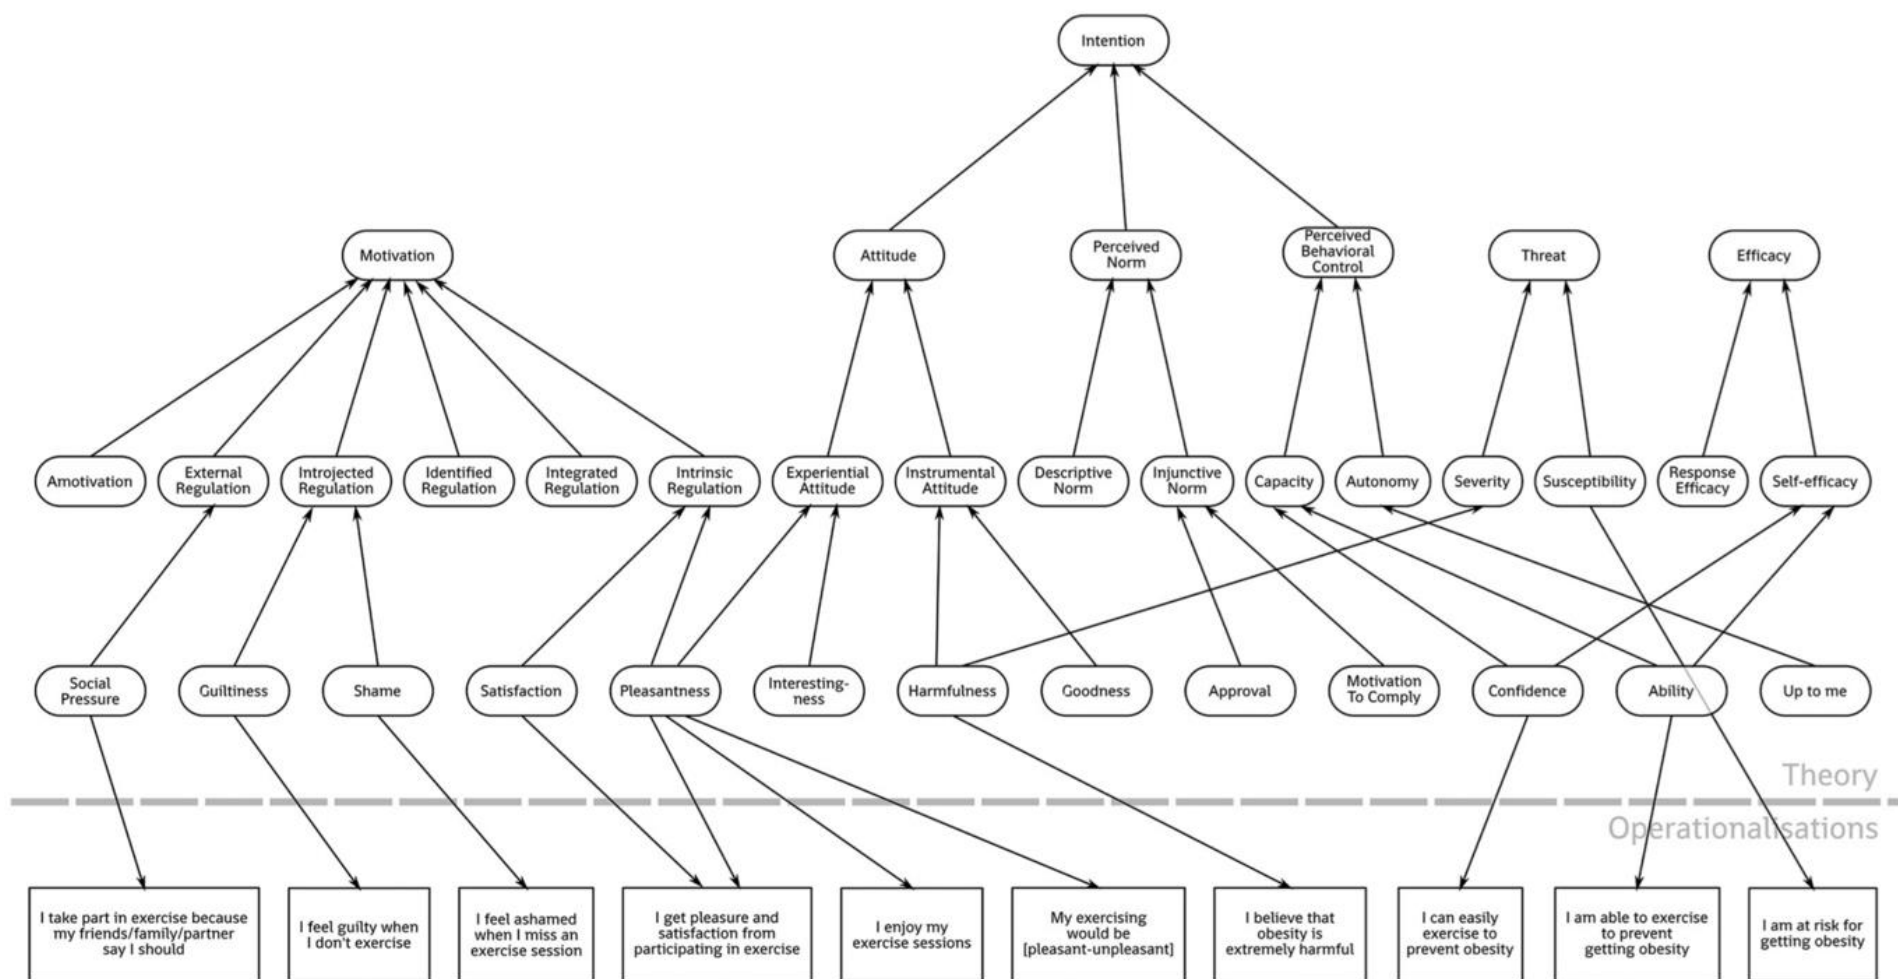 Intention
Motivation
Attitude
Perceived
Norm
Perceived
Behavioral
Control
Threat
Efficacy
Amotivation
External
Regulation
Introjected
Regulation
Identified
Regulation
Integrated
Regulation
Intrinsic
Regulation
Experiential
Attitude
Instrumental
Attitude
Descriptive
Norm
Injunctive
Norm
Capacity
Autonomy
Severity
Susceptibility
Response
Efficacy
Self-efficacy
Social
Pressure
Guiltiness
Shame
Satisfaction
Pleasantness
Interesting-
ness
Harmfulness
Goodness
Approval
Motivation
To Comply
Confidence
Ability
Up to me
Theory
Operationalisations
I take part in exercise because
my friends/family/partner
say I should
I feel guilty when
I don't exercise
I feel ashamed
when I miss an
exercise session
I get pleasure and
satisfaction from
participating in exercise
I enjoy my
exercise sessions
My exercising
would be
[pleasant-unpleasant]
I believe that
obesity is
extremely harmful
I can easily
exercise to
prevent obesity
I am able to exercise
to prevent
getting obesity
I am at risk for
getting obesity